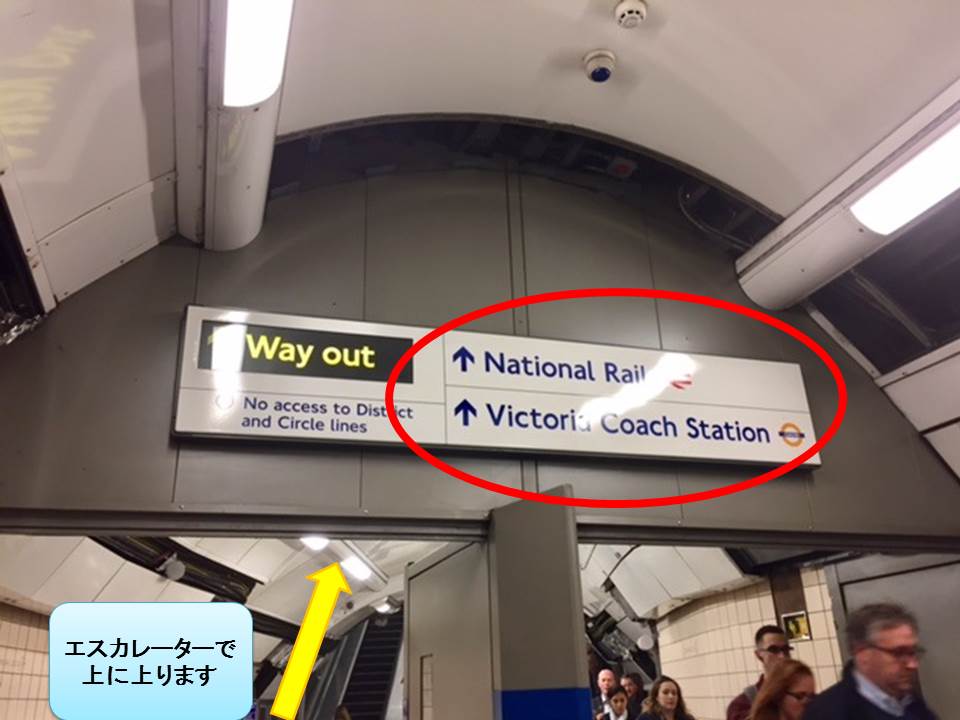 Way out
No access to District
and Circle lines
National Rail
Victoria Coach Station
エスカレーターで
上に上ります